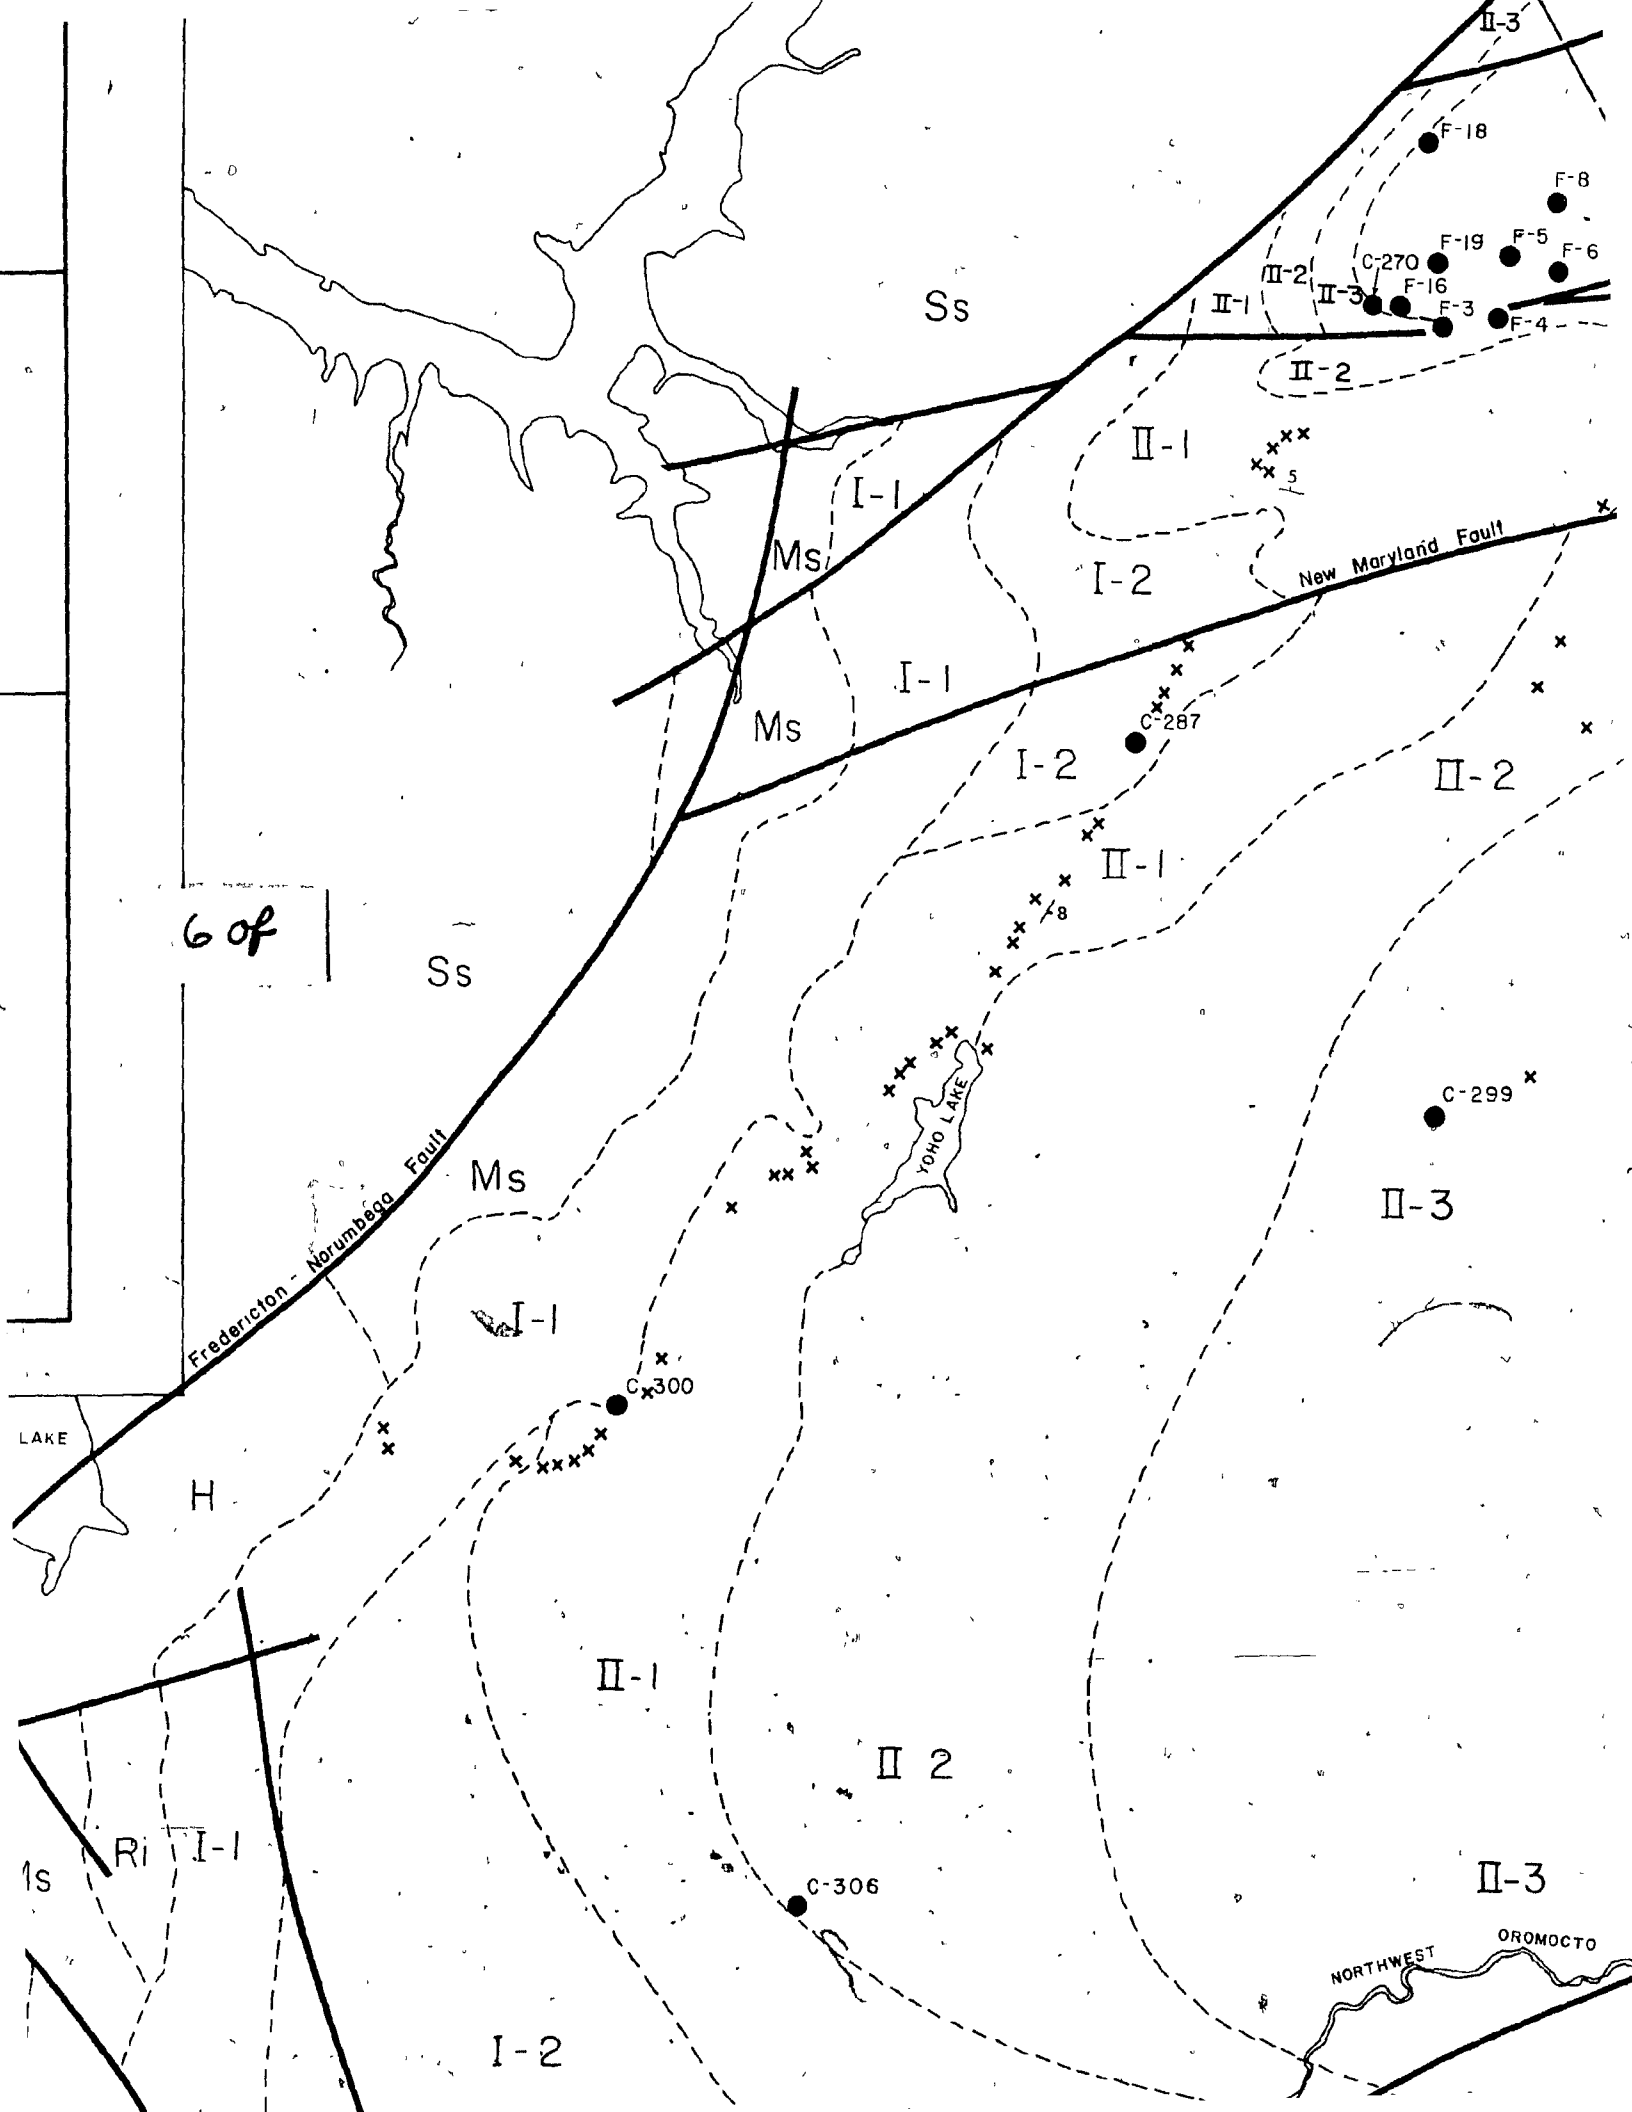 II-3
F-18
F-8
F-19
F-5
F-6
C-270
F-16
II-2
II-3
II-1
F-3
F-4
Ss
II-2
II-1
5
I-1
Ms
New Maryland Fault
I-2
I-1
Ms
C-287
I-2
II-2
II-1
8
6 of
Ss
YOHO LAKE
C-299
II-3
Ms
Fredericton - Norumbega Fault
I-1
C-300
LAKE
H
II-1
II 2
Ri
I-1
C-306
II-3
NORTHWEST OROMOCTO
I-2